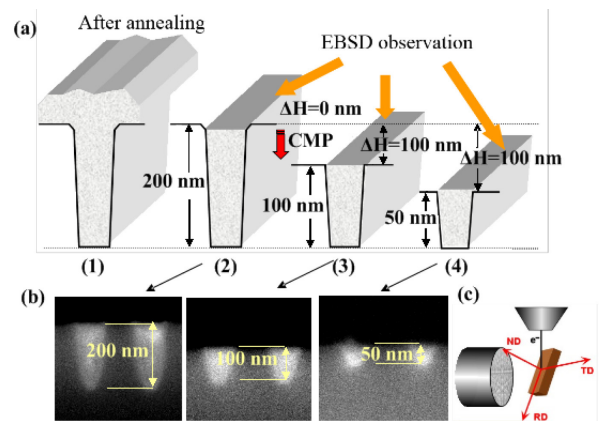 After annealing
(a)
EBSD observation
ΔH=0 nm
CMP
ΔH=100 nm
ΔH=100 nm
200 nm
100 nm
50 nm
(1)
(2)
(3)
(4)
(b)
(c)
200 nm
100 nm
50 nm
ND
e⁻
TD
RD